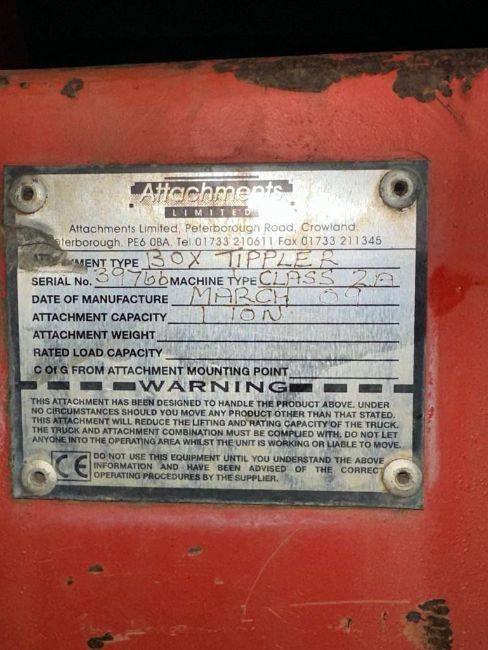 Attachments
LIMITED
Attachments Limited, Peterborough Road, Crowland,
Peterborough. PE6 0BA. Tel 01733 210611 Fax 01733 211345
ATTACHMENT TYPE BOX TIPPLER
SERIAL No. 39766 MACHINE TYPE CLASS 2A
DATE OF MANUFACTURE MARCH 09
ATTACHMENT CAPACITY 1 TON
ATTACHMENT WEIGHT
RATED LOAD CAPACITY
C of G FROM ATTACHMENT MOUNTING POINT
WARNING
THIS ATTACHMENT HAS BEEN DESIGNED TO HANDLE THE PRODUCT ABOVE. UNDER
NO CIRCUMSTANCES SHOULD YOU MOVE ANY PRODUCT OTHER THAN THAT STATED.
THIS ATTACHMENT WILL REDUCE THE LIFTING AND RATING CAPACITY OF THE TRUCK.
THE TRUCK AND ATTACHMENT COMBINATION MUST BE COMPLIED WITH. DO NOT LET
ANYONE INTO THE OPERATING AREA WHILST THE UNIT IS WORKING OR LIABLE TO MOVE.
CE DO NOT USE THIS EQUIPMENT UNTIL YOU UNDERSTAND THE ABOVE
INFORMATION AND HAVE BEEN ADVISED OF THE CORRECT
OPERATING PROCEDURES BY THE SUPPLIER.